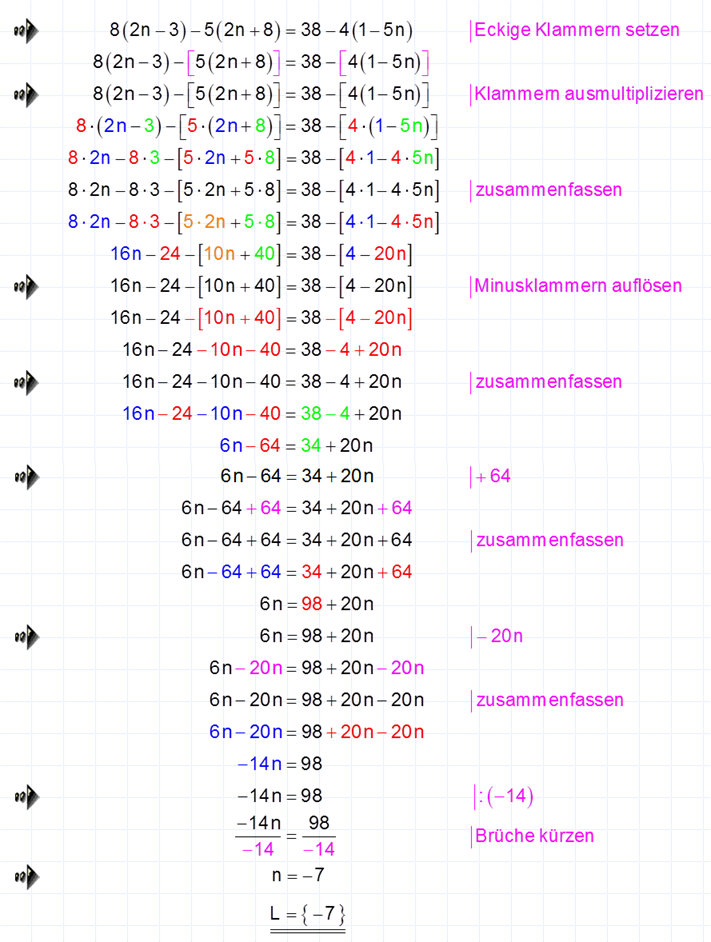 8(2n−3)−5(2n+8)=38−4(1−5n) |Eckige Klammern setzen
8(2n−3)−[5(2n+8)]=38−[4(1−5n)]
8(2n−3)−[5(2n+8)]=38−[4(1−5n)] |Klammern ausmultiplizieren
8·(2n−3)−[5·(2n+8)]=38−[4·(1−5n)]
8·2n−8·3−[5·2n+5·8]=38−[4·1−4·5n]
8·2n−8·3−[5·2n+5·8]=38−[4·1−4·5n] |zusammenfassen
8·2n−8·3−[5·2n+5·8]=38−[4·1−4·5n]
16n−24−[10n+40]=38−[4−20n]
16n−24−[10n+40]=38−[4−20n] |Minusklammern auflösen
16n−24−[10n+40]=38−[4−20n]
16n−24−10n−40=38−4+20n
16n−24−10n−40=38−4+20n |zusammenfassen
16n−24−10n−40=38−4+20n
6n−64=34+20n
6n−64=34+20n |+64
6n−64+64=34+20n+64
6n−64+64=34+20n+64 |zusammenfassen
6n−64+64=34+20n+64
6n=98+20n
6n=98+20n |−20n
6n−20n=98+20n−20n
6n−20n=98+20n−20n |zusammenfassen
6n−20n=98+20n−20n
−14n=98
−14n=98 |:(−14)
−14n/−14=98/−14 |Brüche kürzen
n=−7
L={−7}